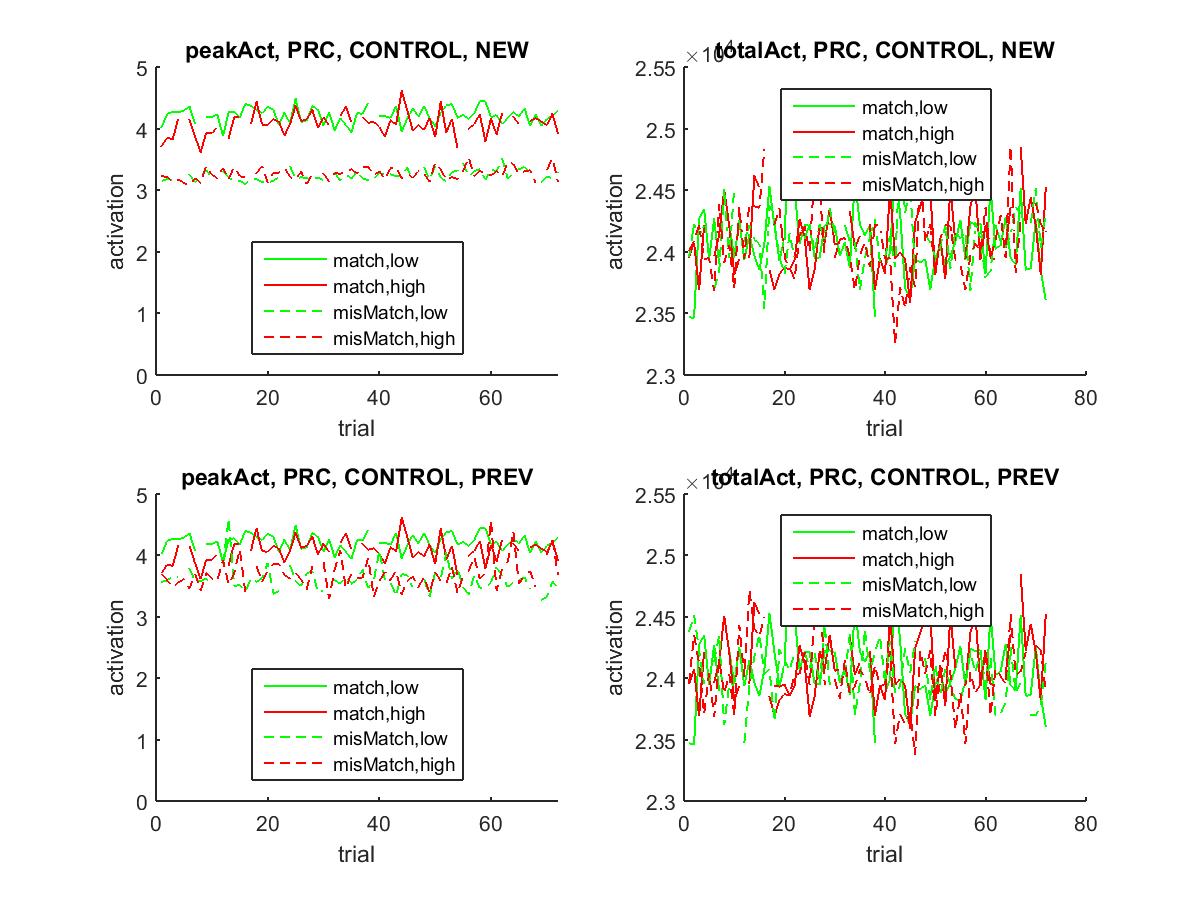 peakAct, PRC, CONTROL, NEW
5
4
3
2
1
0
activation
match,low
match,high
misMatch,low
misMatch,high
0 20 40 60
trial
×10⁴
totalAct, PRC, CONTROL, NEW
2.55
2.5
2.45
2.4
2.35
2.3
activation
match,low
match,high
misMatch,low
misMatch,high
0 20 40 60 80
trial
peakAct, PRC, CONTROL, PREV
5
4
3
2
1
0
activation
match,low
match,high
misMatch,low
misMatch,high
0 20 40 60
trial
×10⁴
totalAct, PRC, CONTROL, PREV
2.55
2.5
2.45
2.4
2.35
2.3
activation
match,low
match,high
misMatch,low
misMatch,high
0 20 40 60 80
trial